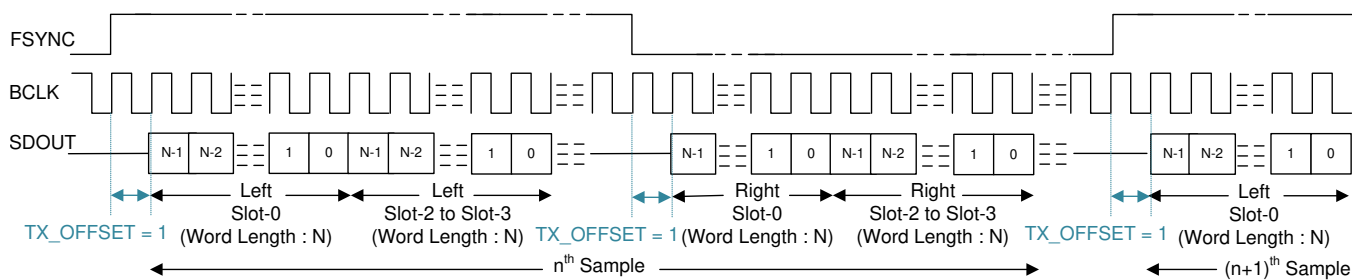 FSYNC
BCLK
SDOUT
N-1 N-2 1 0 N-1 N-2 1 0 N-1 1 0 N-1 N-2 1 0 N-1 N-2 1 0
Left Left Right Right Left
Slot-0 Slot-2 to Slot-3 Slot-0 Slot-2 to Slot-3 Slot-0
TX_OFFSET = 1 (Word Length : N) (Word Length : N) TX_OFFSET = 1 (Word Length : N) (Word Length : N) TX_OFFSET = 1 (Word Length : N)
nth Sample (n+1)th Sample